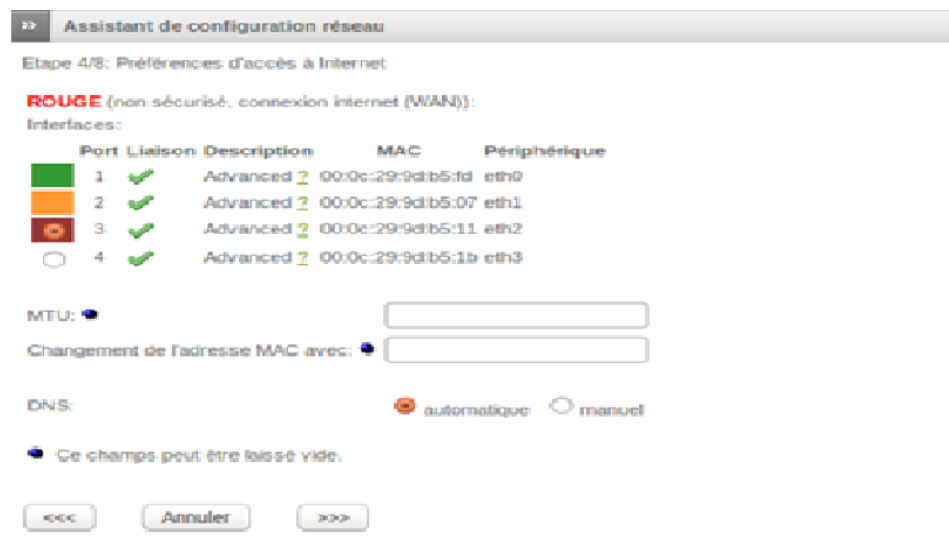 Assistant de configuration réseau
Etape 4/8: Préférences d'accès à Internet
ROUGE (non sécurisé, connexion internet (WAN)):
Interfaces:
Port Liaison Description MAC Périphérique
1 Advanced ? 00:0c:29:9d:b5:fd eth0
2 Advanced ? 00:0c:29:9d:b5:07 eth1
3 Advanced ? 00:0c:29:9d:b5:11 eth2
4 Advanced ? 00:0c:29:9d:b5:1b eth3
MTU:
Changement de l'adresse MAC avec:
DNS: automatique manuel
Ce champs peut être laissé vide.
<<< Annuler >>>